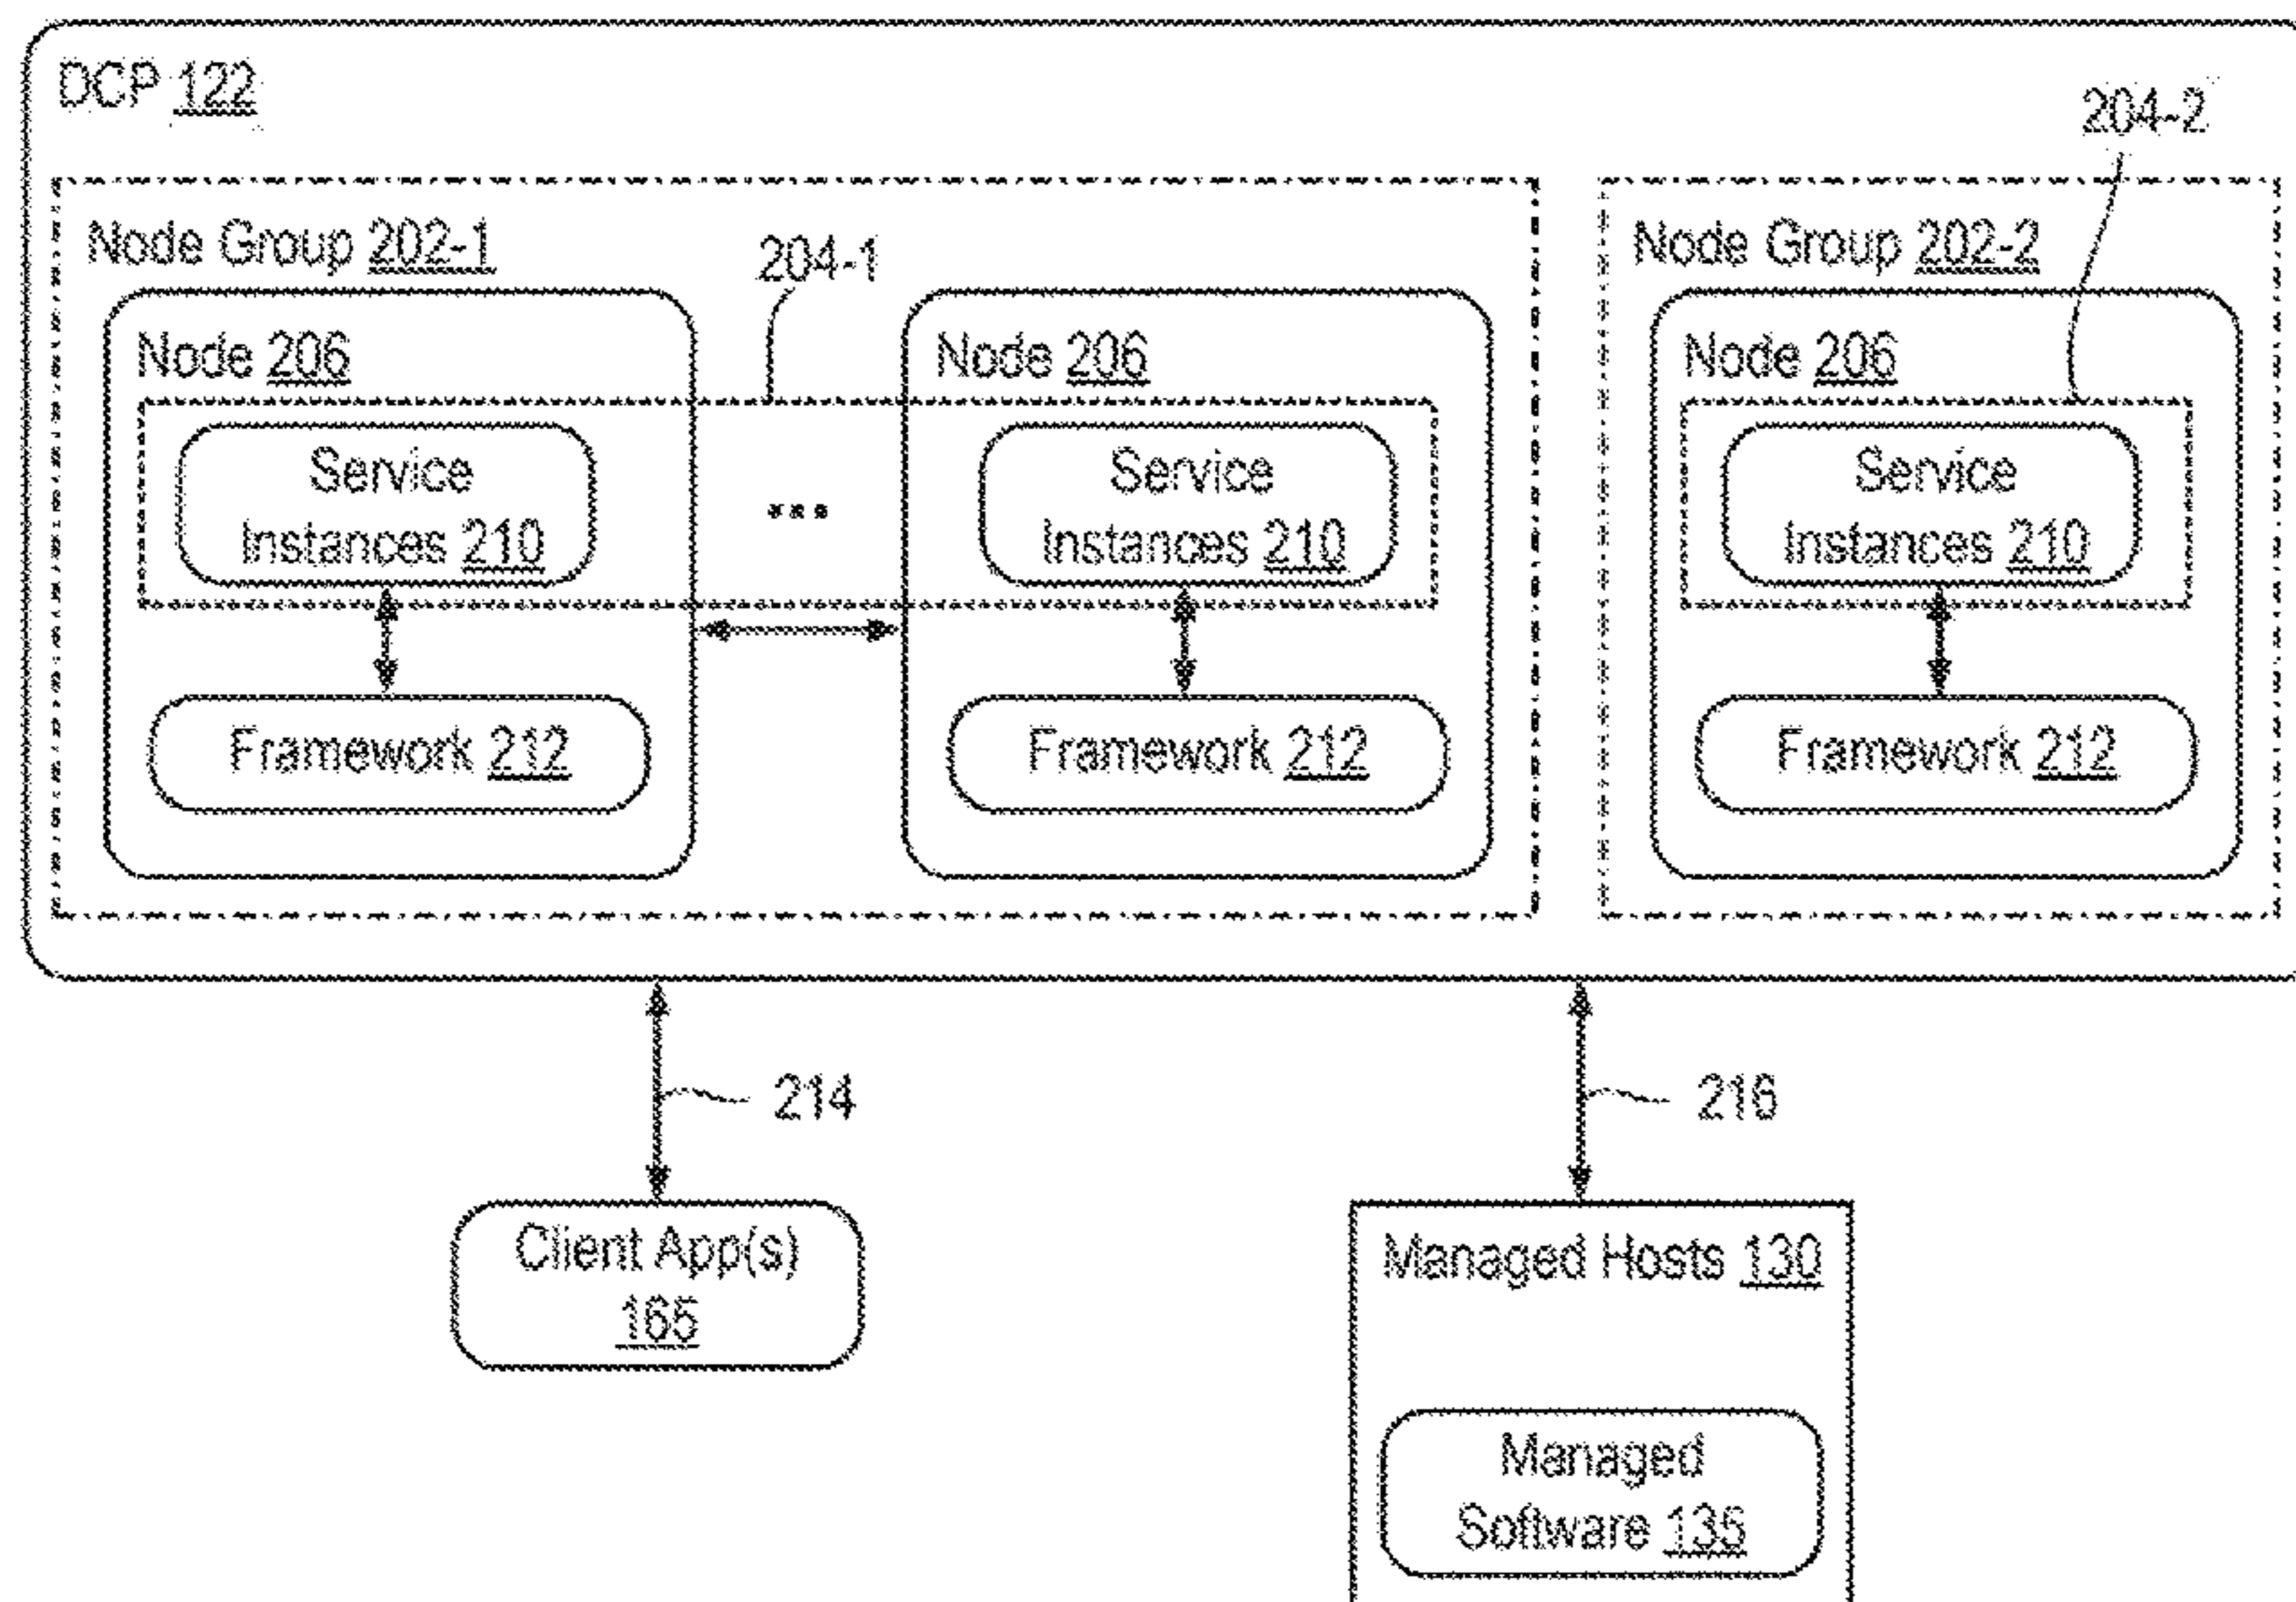 DCP 122
204-2
Node Group 202-1
204-1
Node Group 202-2
Node 206
Node 206
Node 206
Service
Instances 210
...
Service
Instances 210
Service
Instances 210
Framework 212
Framework 212
Framework 212
214
216
Client App(s)
165
Managed Hosts 130
Managed
Software 135